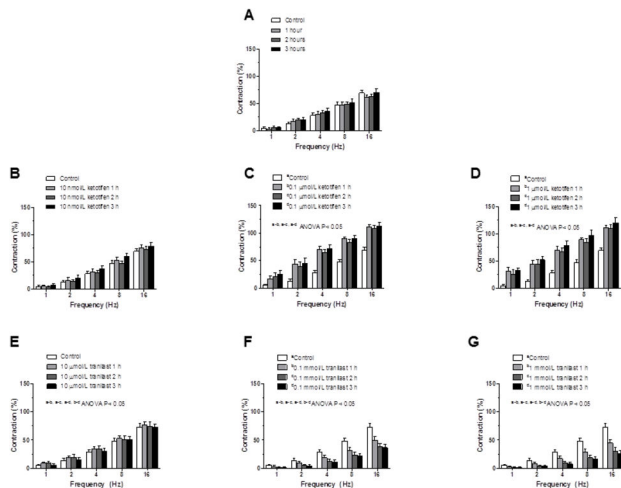 A
Control
1 hour
2 hours
3 hours
Contraction (%)
150
100
50
0
1 2 4 8 16
Frequency (Hz)
B
Control
10 nmol/L ketotifen 1 h
10 nmol/L ketotifen 2 h
10 nmol/L ketotifen 3 h
Contraction (%)
150
100
50
0
1 2 4 8 16
Frequency (Hz)
C
Control
0.1 µmol/L ketotifen 1 h
0.1 µmol/L ketotifen 2 h
0.1 µmol/L ketotifen 3 h
ANOVA P < 0.05
Contraction (%)
150
100
50
0
1 2 4 8 16
Frequency (Hz)
D
Control
1 µmol/L ketotifen 1 h
1 µmol/L ketotifen 2 h
1 µmol/L ketotifen 3 h
ANOVA P < 0.05
Contraction (%)
150
100
50
0
1 2 4 8 16
Frequency (Hz)
E
Control
10 µmol/L tranilast 1 h
10 µmol/L tranilast 2 h
10 µmol/L tranilast 3 h
ANOVA P < 0.05
Contraction (%)
150
100
50
0
1 2 4 8 16
Frequency (Hz)
F
Control
0.1 mmol/L tranilast 1 h
0.1 mmol/L tranilast 2 h
0.1 mmol/L tranilast 3 h
ANOVA P < 0.05
Contraction (%)
150
100
50
0
1 2 4 8 16
Frequency (Hz)
G
Control
1 mmol/L tranilast 1 h
1 mmol/L tranilast 2 h
1 mmol/L tranilast 3 h
ANOVA P < 0.05
Contraction (%)
150
100
50
0
1 2 4 8 16
Frequency (Hz)